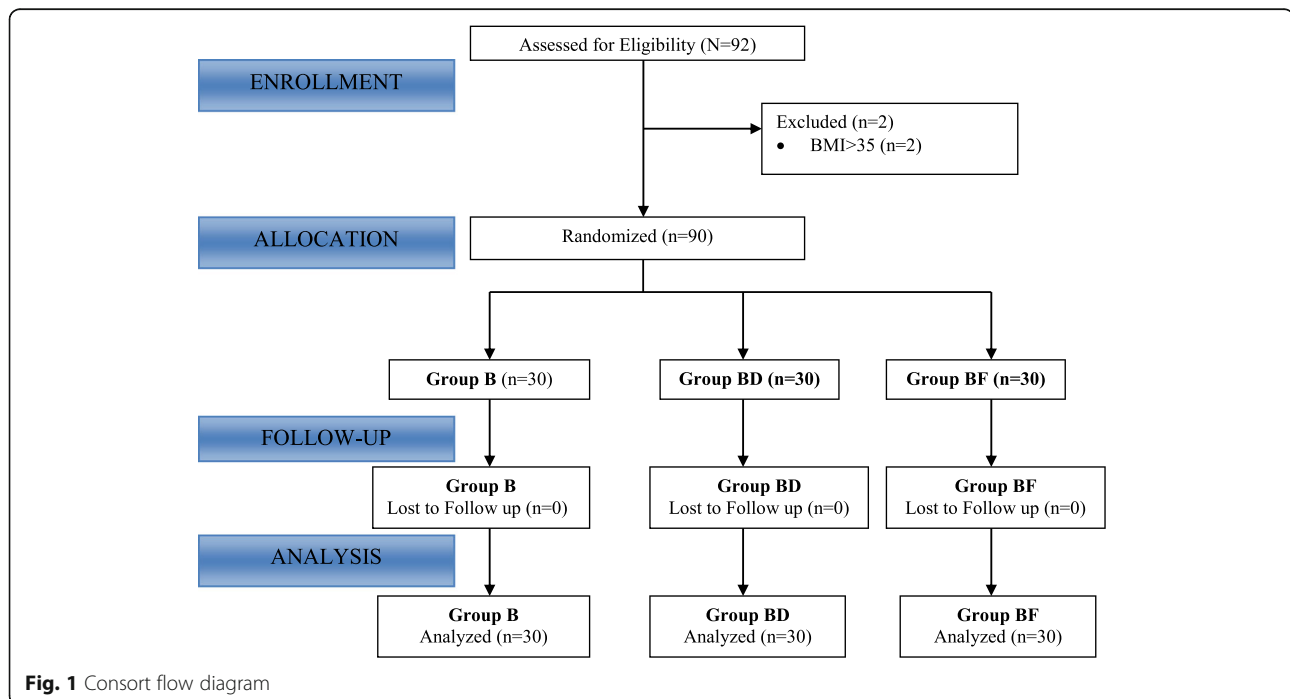 Assessed for Eligibility (N=92)
ENROLLMENT
Excluded (n=2)
• BMI>35 (n=2)
ALLOCATION
Randomized (n=90)
Group B (n=30)
Group BD (n=30)
Group BF (n=30)
FOLLOW-UP
Group B
Lost to Follow up (n=0)
Group BD
Lost to Follow up (n=0)
Group BF
Lost to Follow up (n=0)
ANALYSIS
Group B
Analyzed (n=30)
Group BD
Analyzed (n=30)
Group BF
Analyzed (n=30)
Fig. 1 Consort flow diagram